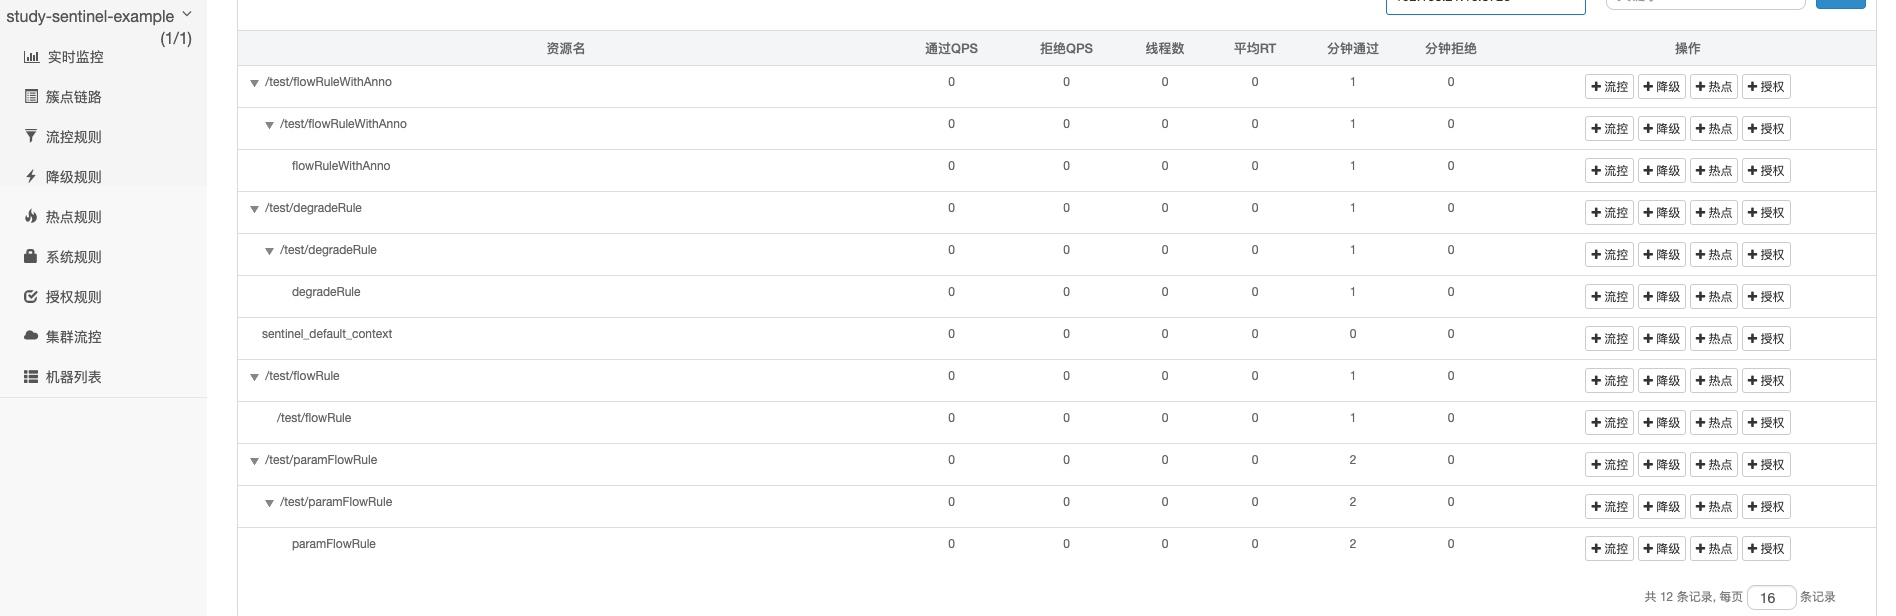 study-sentinel-example
(1/1)
实时监控
簇点链路
流控规则
降级规则
热点规则
系统规则
授权规则
集群流控
机器列表
资源名 通过QPS 拒绝QPS 线程数 平均RT 分钟通过 分钟拒绝 操作
/test/flowRuleWithAnno 0 0 0 0 1 0 流控 降级 热点 授权
/test/flowRuleWithAnno 0 0 0 0 1 0 流控 降级 热点 授权
flowRuleWithAnno 0 0 0 0 1 0 流控 降级 热点 授权
/test/degradeRule 0 0 0 0 1 0 流控 降级 热点 授权
/test/degradeRule 0 0 0 0 1 0 流控 降级 热点 授权
degradeRule 0 0 0 0 1 0 流控 降级 热点 授权
sentinel_default_context 0 0 0 0 0 0 流控 降级 热点 授权
/test/flowRule 0 0 0 0 1 0 流控 降级 热点 授权
/test/flowRule 0 0 0 0 1 0 流控 降级 热点 授权
/test/paramFlowRule 0 0 0 0 2 0 流控 降级 热点 授权
/test/paramFlowRule 0 0 0 0 2 0 流控 降级 热点 授权
paramFlowRule 0 0 0 0 2 0 流控 降级 热点 授权
共 12 条记录, 每页 16 条记录